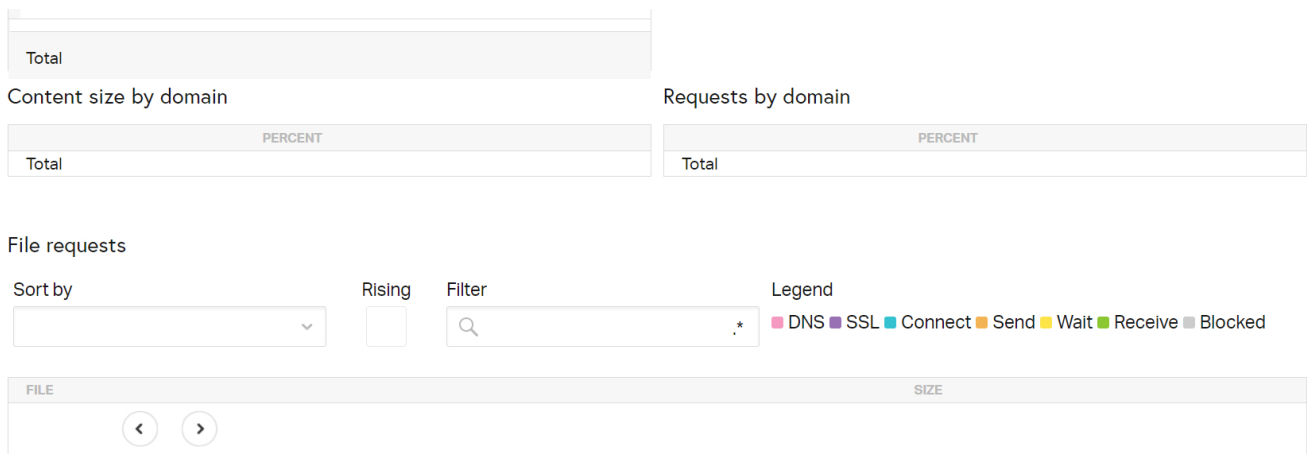 Total
Content size by domain
Requests by domain
PERCENT
PERCENT
Total
Total
File requests
Sort by
Rising
Filter
Legend
.*
DNS SSL Connect Send Wait Receive Blocked
FILE
SIZE